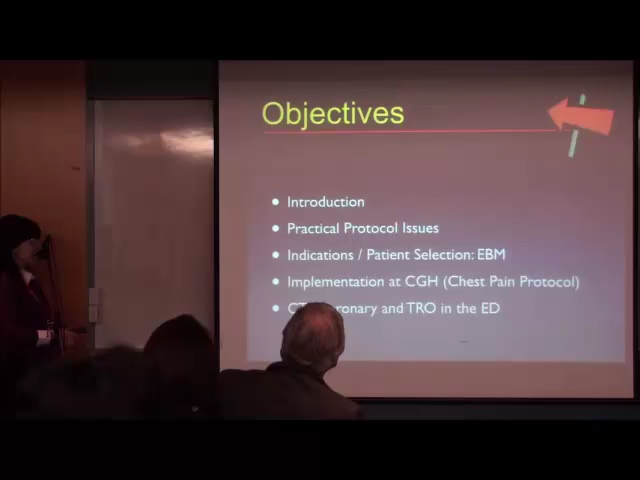 Objectives
Introduction
Practical Protocol Issues
Indications / Patient Selection: EBM
Implementation at CGH (Chest Pain Protocol)
and TRO in the ED